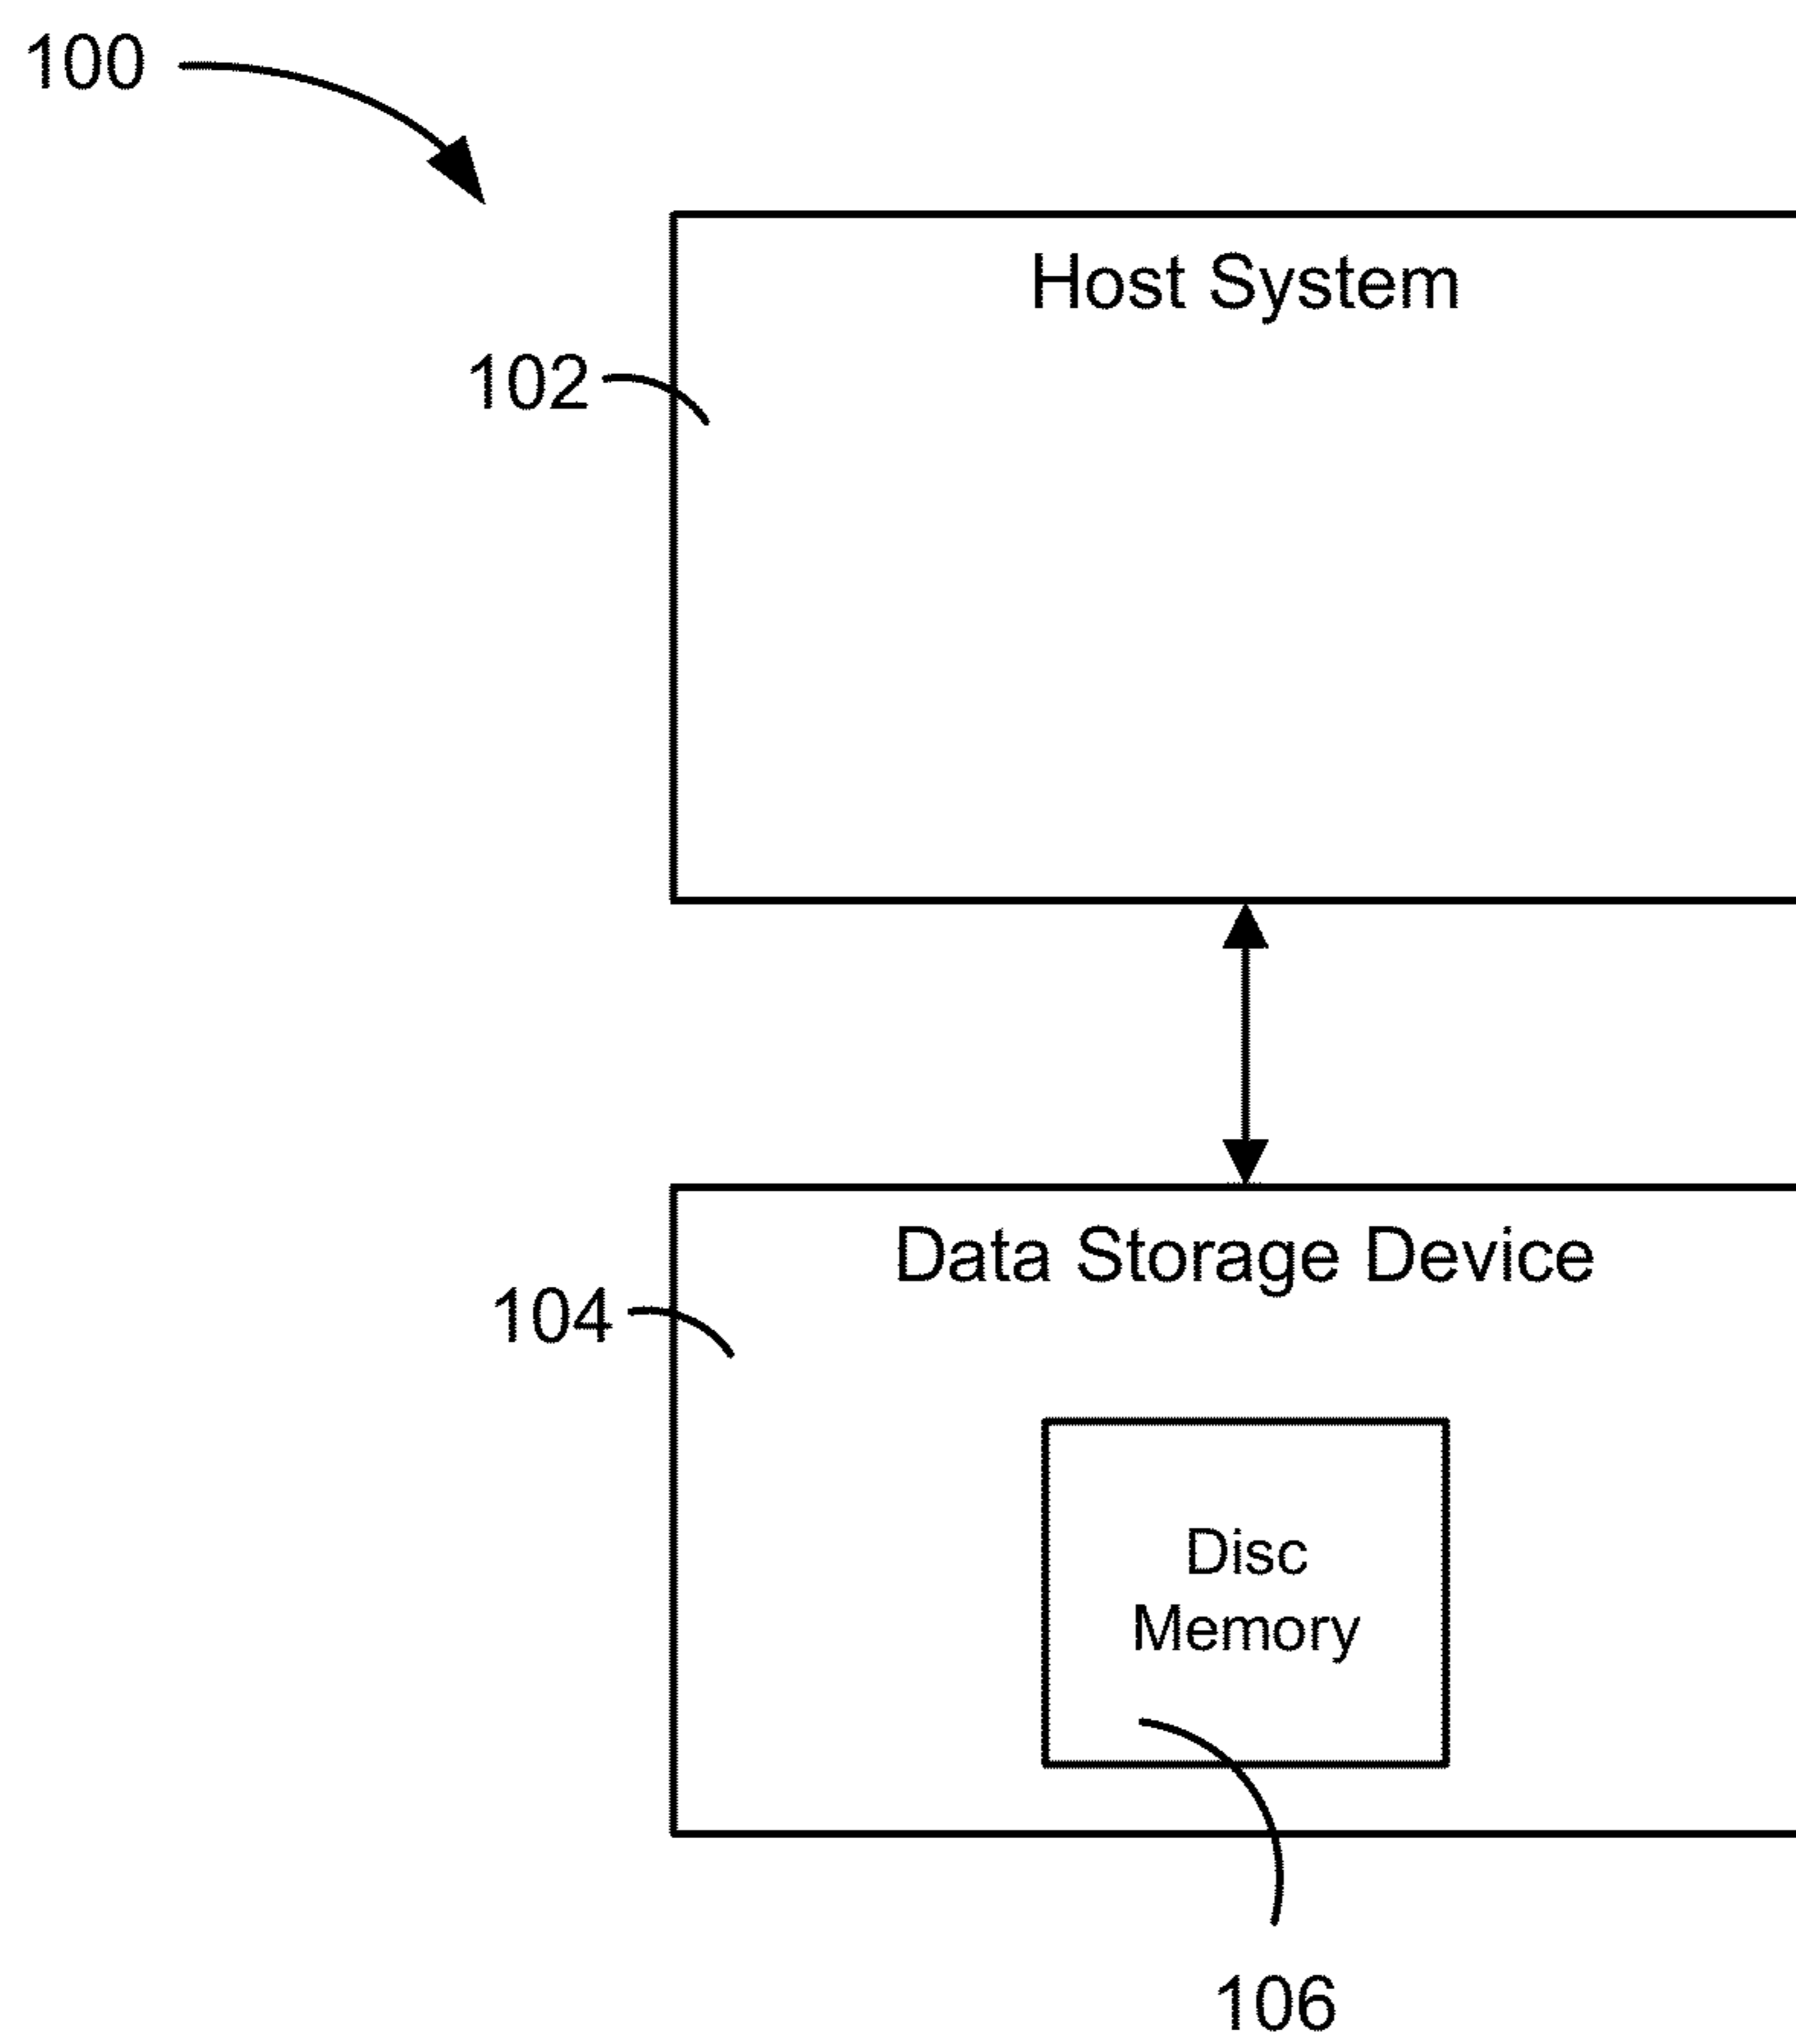 100
Host System
102
Data Storage Device
104
Disc
Memory
106